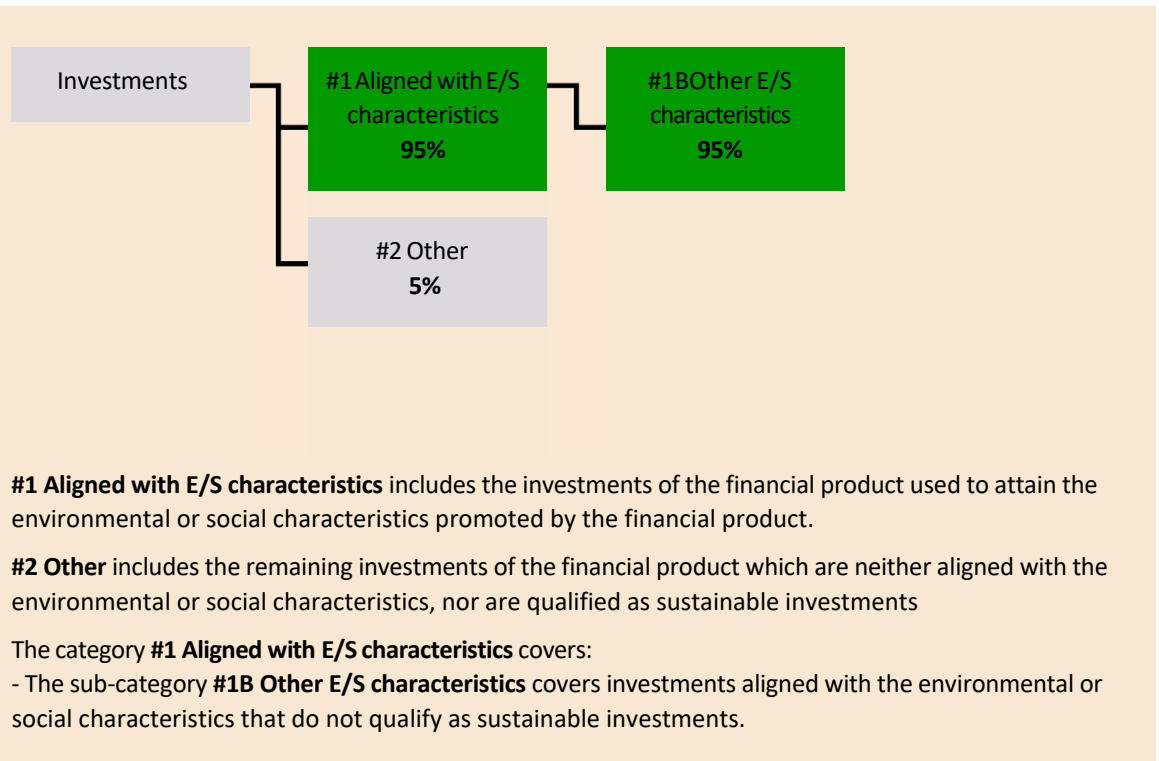 Investments
#1 Aligned with E/S
characteristics
95%
#1BOther E/S
characteristics
95%
#2 Other
5%
#1 Aligned with E/S characteristics includes the investments of the financial product used to attain the
environmental or social characteristics promoted by the financial product.
#2 Other includes the remaining investments of the financial product which are neither aligned with the
environmental or social characteristics, nor are qualified as sustainable investments
The category #1 Aligned with E/S characteristics covers:
- The sub-category #1B Other E/S characteristics covers investments aligned with the environmental or
social characteristics that do not qualify as sustainable investments.